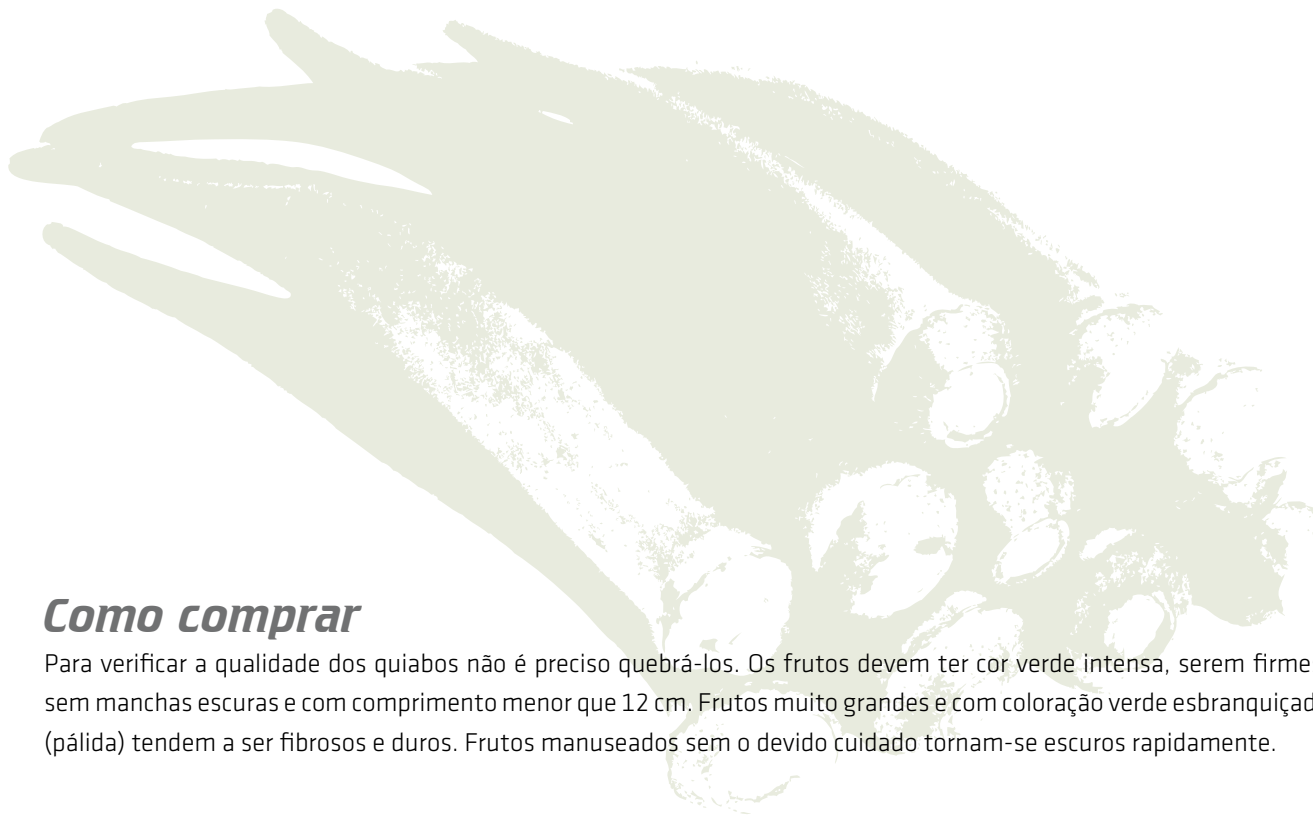 Como comprar
Para verificar a qualidade dos quiabos não é preciso quebrá-los. Os frutos devem ter cor verde intensa, serem firme
sem manchas escuras e com comprimento menor que 12 cm. Frutos muito grandes e com coloração verde esbranquiçad
(pálida) tendem a ser fibrosos e duros. Frutos manuseados sem o devido cuidado tornam-se escuros rapidamente.